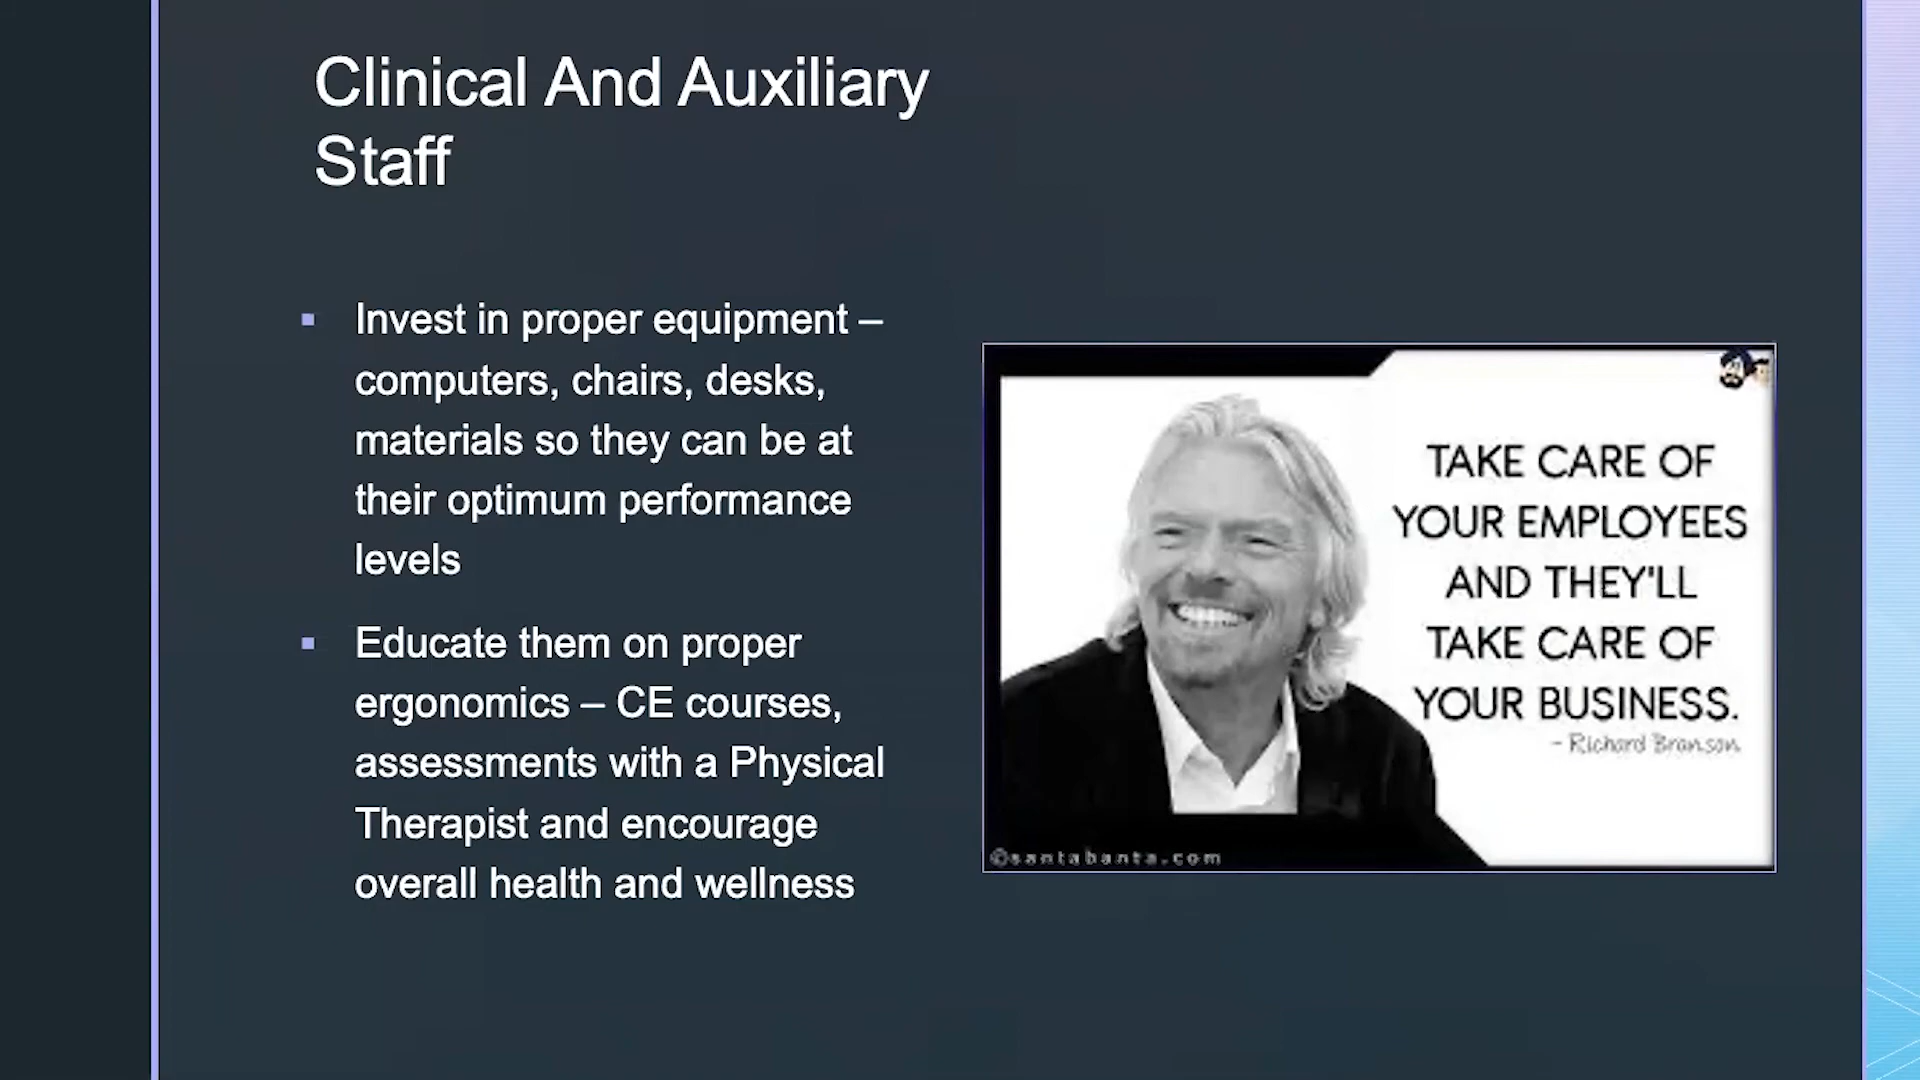 Clinical And Auxiliary
Staff
Invest in proper equipment –
computers, chairs, desks,
materials so they can be at
their optimum performance
levels
Educate them on proper
ergonomics – CE courses,
assessments with a Physical
Therapist and encourage
overall health and wellness
TAKE CARE OF
YOUR EMPLOYEES
AND THEY'LL
TAKE CARE OF
YOUR BUSINESS.
- Richard Branson
©santabanta.com